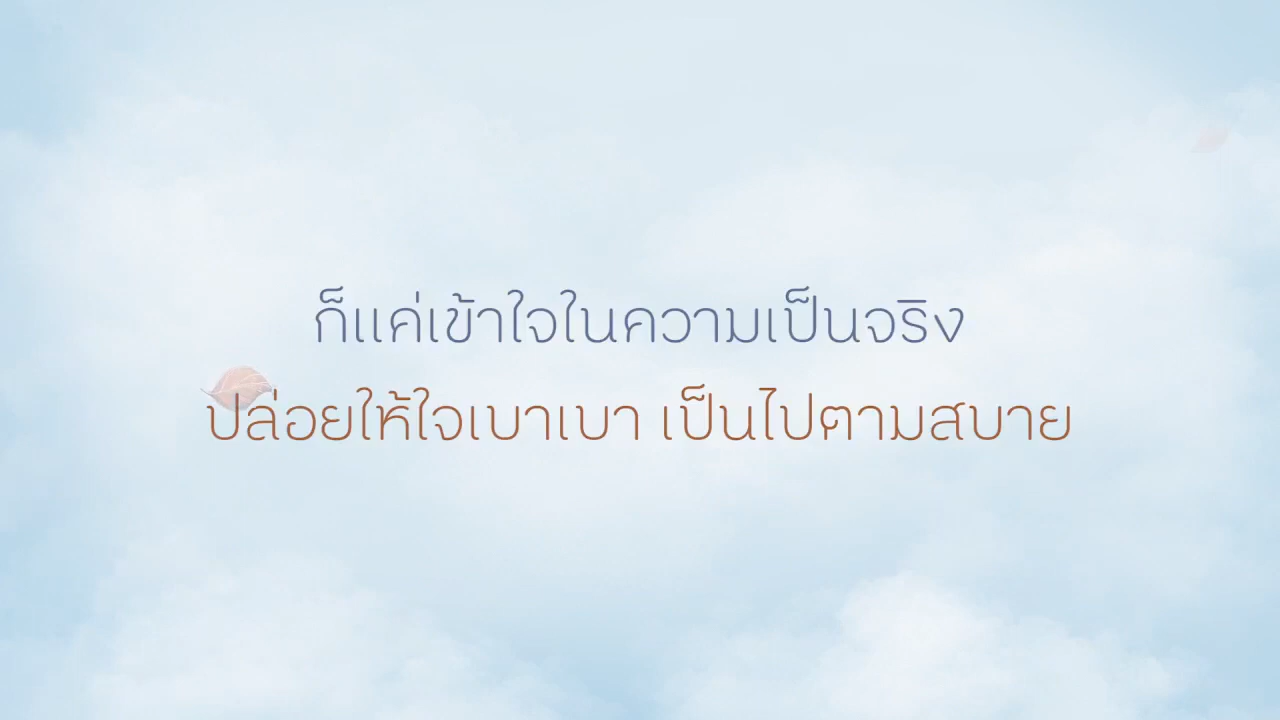 ก็แค่เข้าใจในความเป็นจริง
ปล่อยให้ใจเบาเบา เป็นไปตามสบาย